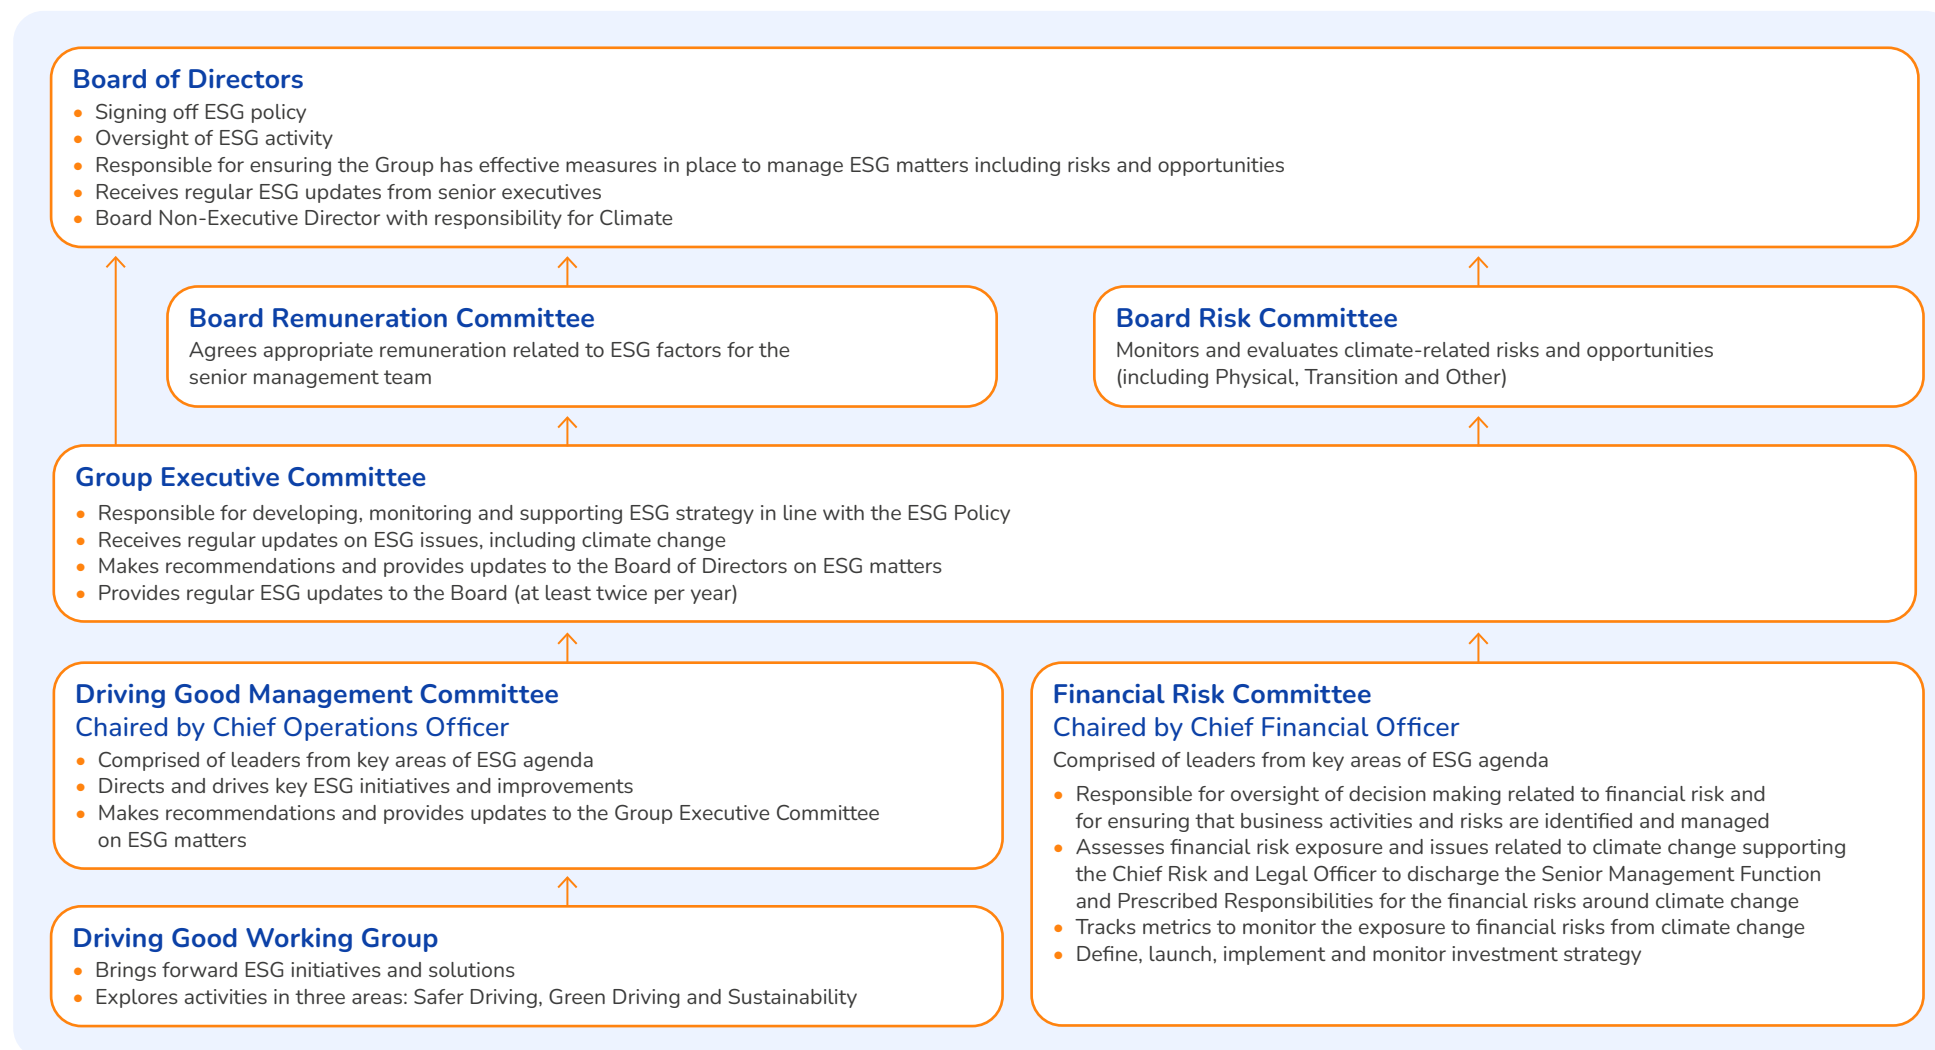 Board of Directors
• Signing off ESG policy
• Oversight of ESG activity
• Responsible for ensuring the Group has effective measures in place to manage ESG matters including risks and opportunities
• Receives regular ESG updates from senior executives
• Board Non-Executive Director with responsibility for Climate
Board Remuneration Committee
Agrees appropriate remuneration related to ESG factors for the
senior management team
Board Risk Committee
Monitors and evaluates climate-related risks and opportunities
(including Physical, Transition and Other)
Group Executive Committee
• Responsible for developing, monitoring and supporting ESG strategy in line with the ESG Policy
• Receives regular updates on ESG issues, including climate change
• Makes recommendations and provides updates to the Board of Directors on ESG matters
• Provides regular ESG updates to the Board (at least twice per year)
Driving Good Management Committee
Chaired by Chief Operations Officer
• Comprised of leaders from key areas of ESG agenda
• Directs and drives key ESG initiatives and improvements
• Makes recommendations and provides updates to the Group Executive Committee
on ESG matters
Driving Good Working Group
• Brings forward ESG initiatives and solutions
• Explores activities in three areas: Safer Driving, Green Driving and Sustainability
Financial Risk Committee
Chaired by Chief Financial Officer
Comprised of leaders from key areas of ESG agenda
• Responsible for oversight of decision making related to financial risk and
for ensuring that business activities and risks are identified and managed
• Assesses financial risk exposure and issues related to climate change supporting
the Chief Risk and Legal Officer to discharge the Senior Management Function
and Prescribed Responsibilities for the financial risks around climate change
• Tracks metrics to monitor the exposure to financial risks from climate change
• Define, launch, implement and monitor investment strategy